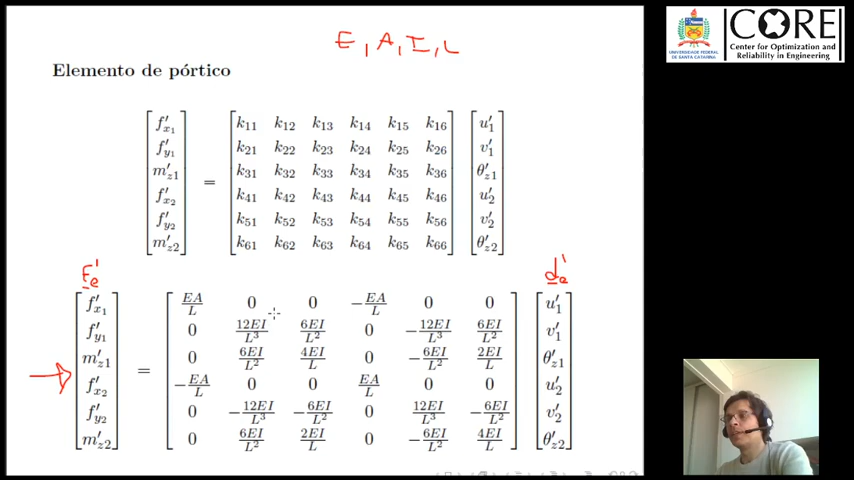 E, A, I, L
CORE
UNIVERSIDADE FEDERAL
DE SANTA CATARINA
Center for Optimization and
Reliability in Engineering
Elemento de pórtico
f′x1 k11 k12 k13 k14 k15 k16 u′1
f′y1 k21 k22 k23 k24 k25 k26 v′1
m′z1 k31 k32 k33 k34 k35 k36 θ′z1
=
f′x2 k41 k42 k43 k44 k45 k46 u′2
f′y2 k51 k52 k53 k54 k55 k56 v′2
m′z2 k61 k62 k63 k64 k65 k66 θ′z2
Fe' de'
f′x1 EA/L 0 0 −EA/L 0 0 u′1
f′y1 0 12EI/L³ 6EI/L² 0 −12EI/L³ 6EI/L² v′1
m′z1 0 6EI/L² 4EI/L 0 −6EI/L² 2EI/L θ′z1
=
f′x2 −EA/L 0 0 EA/L 0 0 u′2
f′y2 0 −12EI/L³ −6EI/L² 0 12EI/L³ −6EI/L² v′2
m′z2 0 6EI/L² 2EI/L 0 −6EI/L² 4EI/L θ′z2